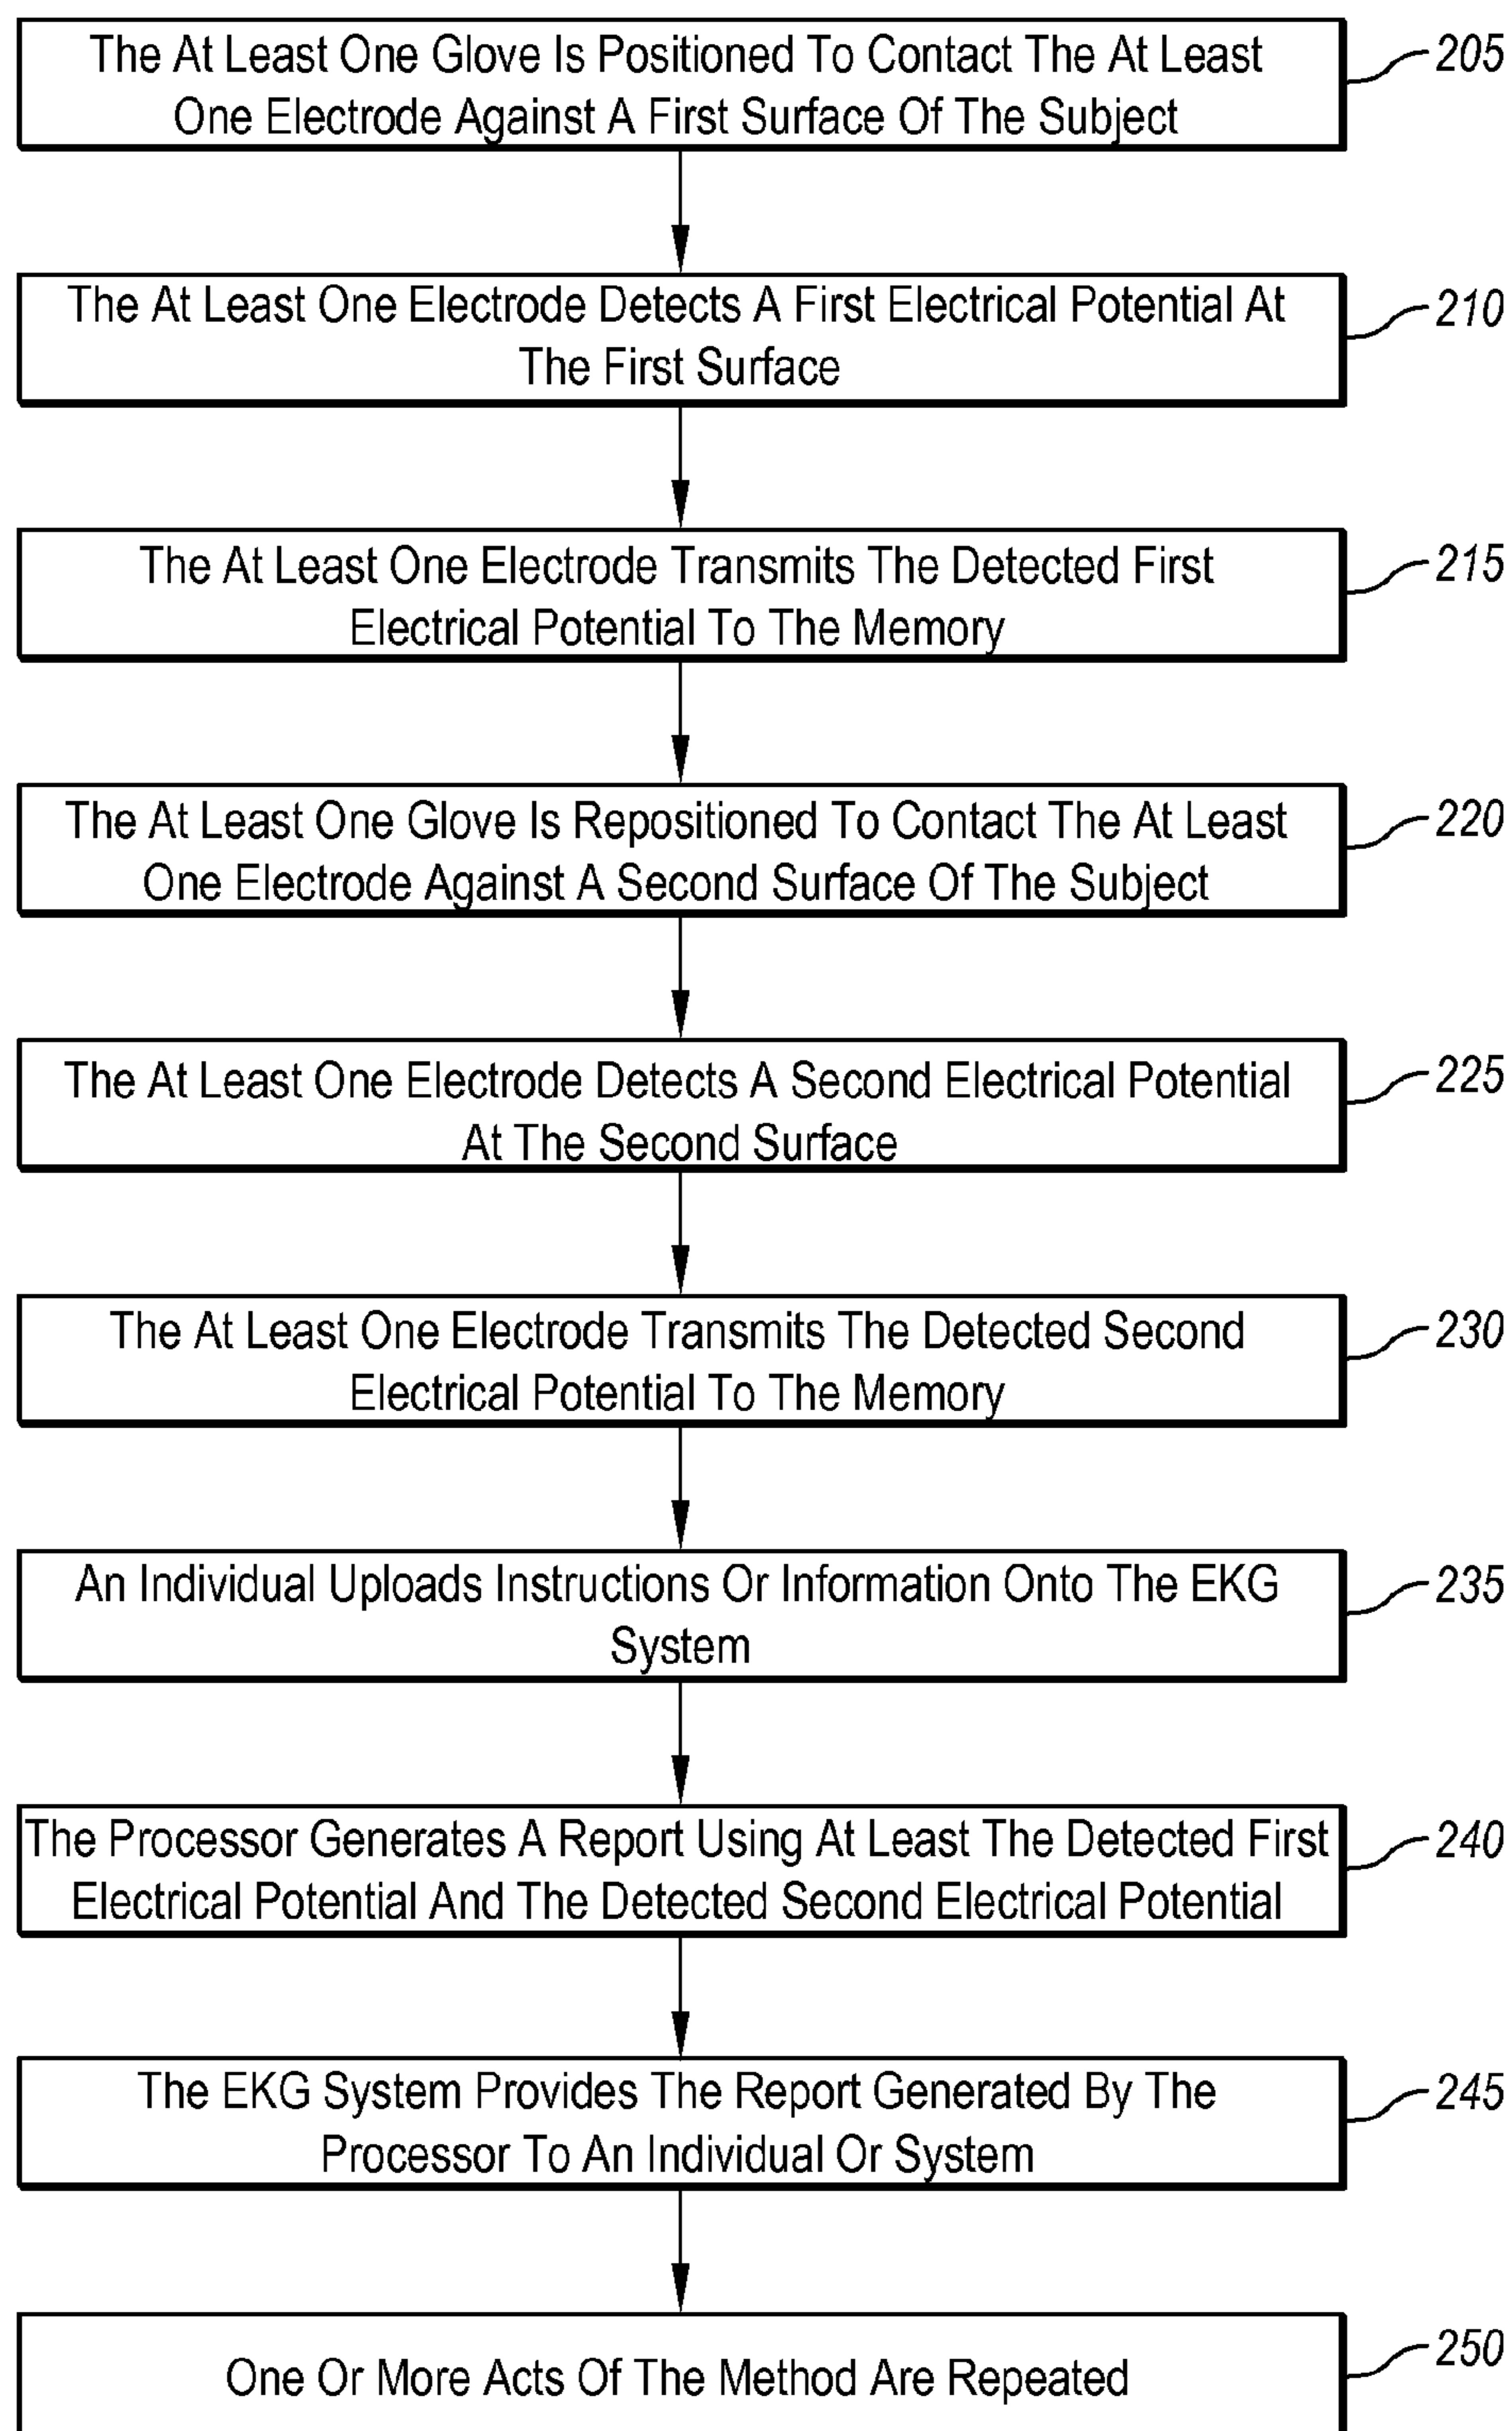 The At Least One Glove Is Positioned To Contact The At Least
One Electrode Against A First Surface Of The Subject
205
The At Least One Electrode Detects A First Electrical Potential At
The First Surface
210
The At Least One Electrode Transmits The Detected First
Electrical Potential To The Memory
215
The At Least One Glove Is Repositioned To Contact The At Least
One Electrode Against A Second Surface Of The Subject
220
The At Least One Electrode Detects A Second Electrical Potential
At The Second Surface
225
The At Least One Electrode Transmits The Detected Second
Electrical Potential To The Memory
230
An Individual Uploads Instructions Or Information Onto The EKG
System
235
The Processor Generates A Report Using At Least The Detected First
Electrical Potential And The Detected Second Electrical Potential
240
The EKG System Provides The Report Generated By The
Processor To An Individual Or System
245
One Or More Acts Of The Method Are Repeated
250